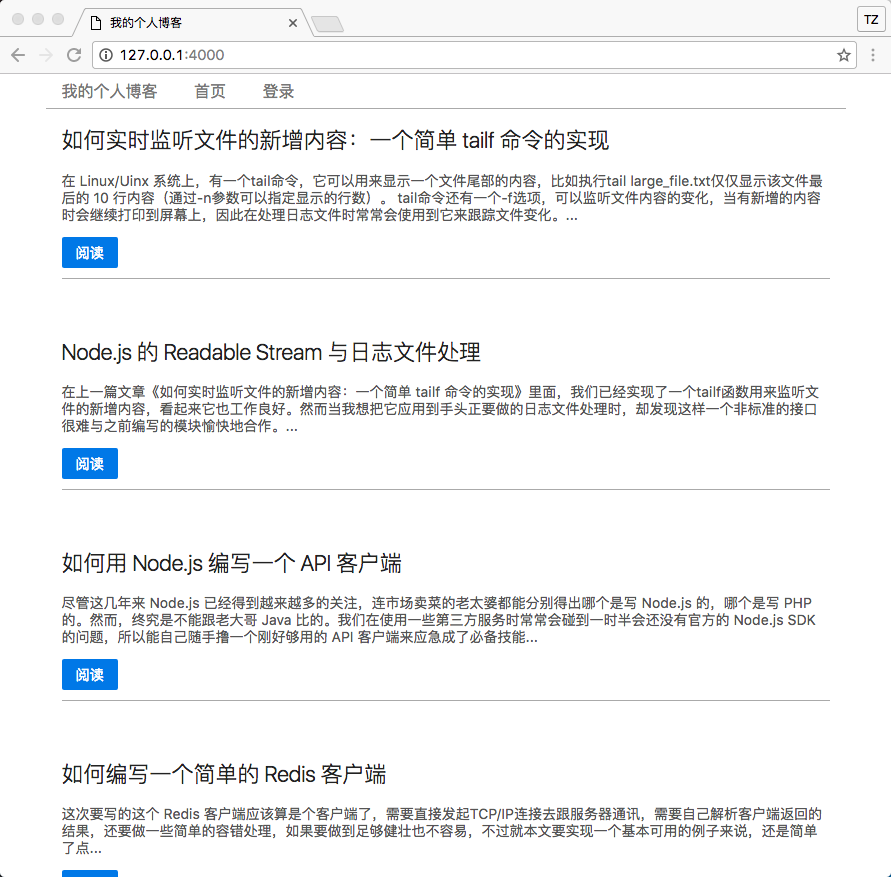 我的个人博客
TZ
127.0.0.1:4000
我的个人博客 首页 登录
如何实时监听文件的新增内容：一个简单 tailf 命令的实现
在 Linux/Uinx 系统上，有一个tail命令，它可以用来显示一个文件尾部的内容，比如执行tail large_file.txt仅仅显示该文件最
后的 10 行内容（通过-n参数可以指定显示的行数）。 tail命令还有一个-f选项，可以监听文件内容的变化，当有新增的内容
时会继续打印到屏幕上，因此在处理日志文件时常常会使用到它来跟踪文件变化。...
阅读
Node.js 的 Readable Stream 与日志文件处理
在上一篇文章《如何实时监听文件的新增内容：一个简单 tailf 命令的实现》里面，我们已经实现了一个tailf函数用来监听文
件的新增内容，看起来它也工作良好。然而当我想把它应用到手头正要做的日志文件处理时，却发现这样一个非标准的接口
很难与之前编写的模块愉快地合作。...
阅读
如何用 Node.js 编写一个 API 客户端
尽管这几年来 Node.js 已经得到越来越多的关注，连市场卖菜的老太婆都能分别得出哪个是写 Node.js 的，哪个是写 PHP
的。然而，终究是不能跟老大哥 Java 比的。我们在使用一些第三方服务时常常会碰到一时半会还没有官方的 Node.js SDK
的问题，所以能自己随手撸一个刚好够用的 API 客户端来应急成了必备技能...
阅读
如何编写一个简单的 Redis 客户端
这次要写的这个 Redis 客户端应该算是个客户端了，需要直接发起TCP/IP连接去跟服务器通讯，需要自己解析客户端返回的
结果，还要做一些简单的容错处理，如果要做到足够健壮也不容易，不过就本文要实现一个基本可用的例子来说，还是简单
了点...